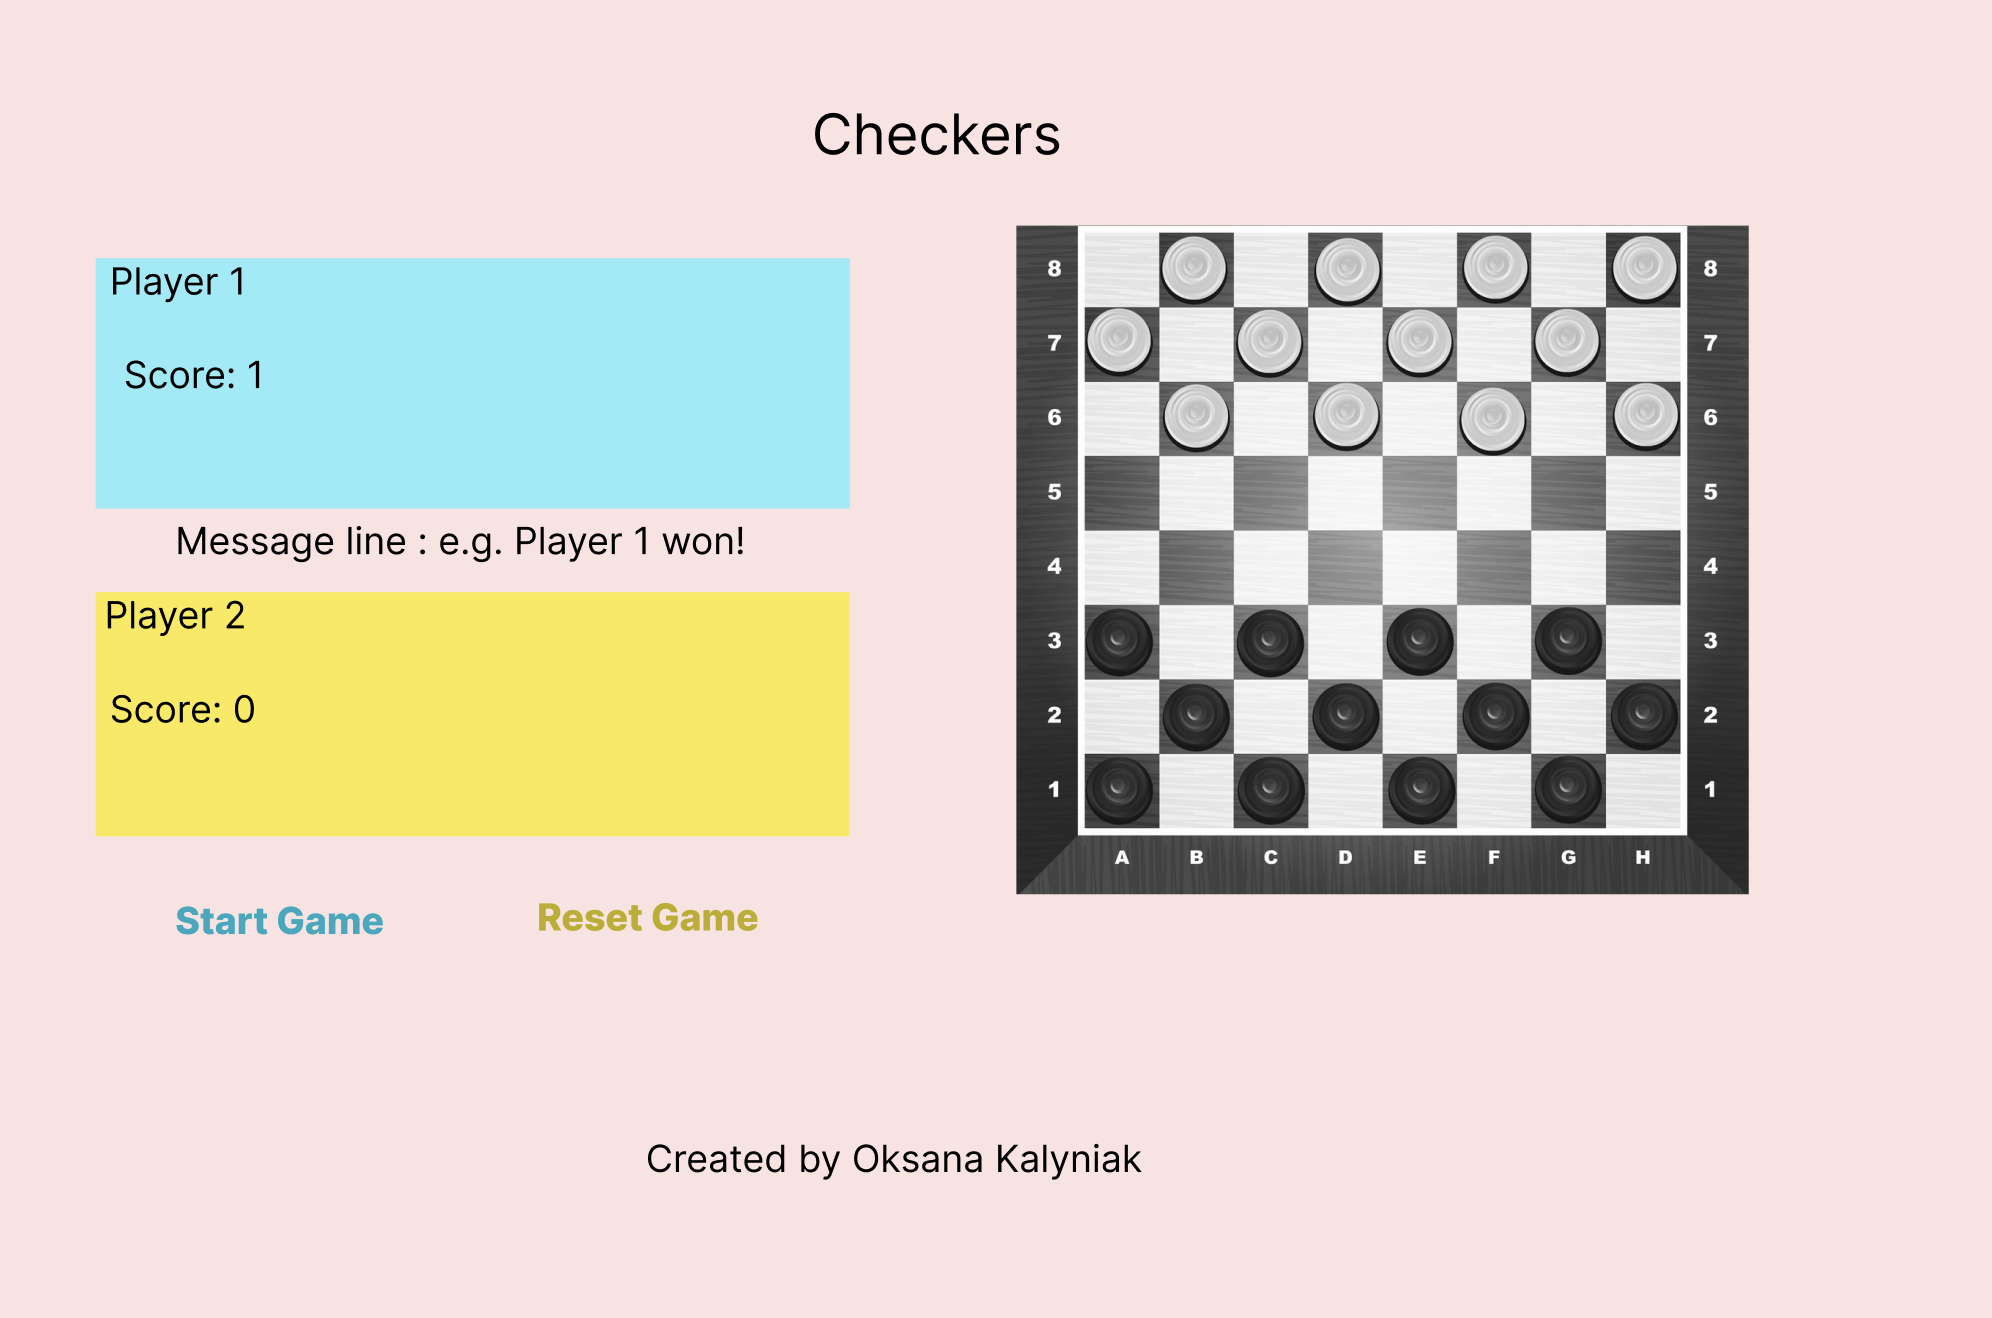 Checkers
Player 1
Score: 1
Message line : e.g. Player 1 won!
Player 2
Score: 0
Start Game
Reset Game
8 8
7 7
6 6
5 5
4 4
3 3
2 2
1 1
A B C D E F G H
Created by Oksana Kalyniak